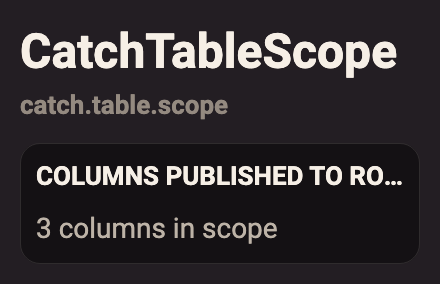 CatchTableScope
catch.table.scope
COLUMNS PUBLISHED TO RO…
3 columns in scope